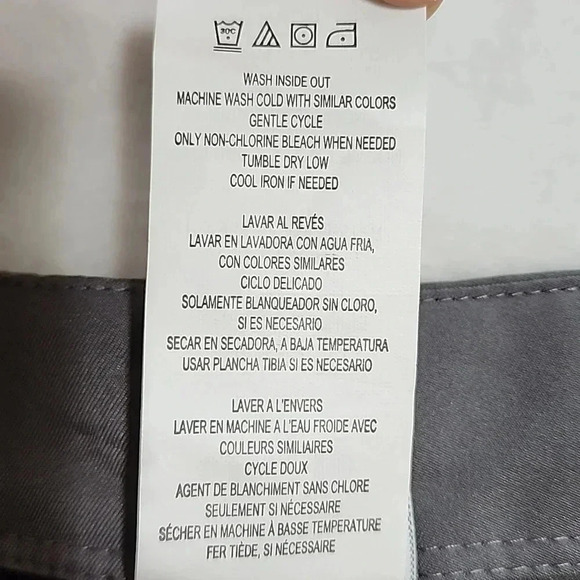 30C
WASH INSIDE OUT
MACHINE WASH COLD WITH SIMILAR COLORS
GENTLE CYCLE
ONLY NON-CHLORINE BLEACH WHEN NEEDED
TUMBLE DRY LOW
COOL IRON IF NEEDED
LAVAR AL REVÉS
LAVAR EN LAVADORA CON AGUA FRIA,
CON COLORES SIMILARES
CICLO DELICADO
SOLAMENTE BLANQUEADOR SIN CLORO,
SI ES NECESARIO
SECAR EN SECADORA, A BAJA TEMPERATURA
USAR PLANCHA TIBIA SI ES NECESARIO
LAVER A L'ENVERS
LAVER EN MACHINE A L'EAU FROIDE AVEC
COULEURS SIMILIAIRES
CYCLE DOUX
AGENT DE BLANCHIMENT SANS CHLORE
SEULEMENT SI NÉCESSAIRE
SÉCHER EN MACHINE À BASSE TEMPERATURE
FER TIÈDE, SI NÉCESSAIRE